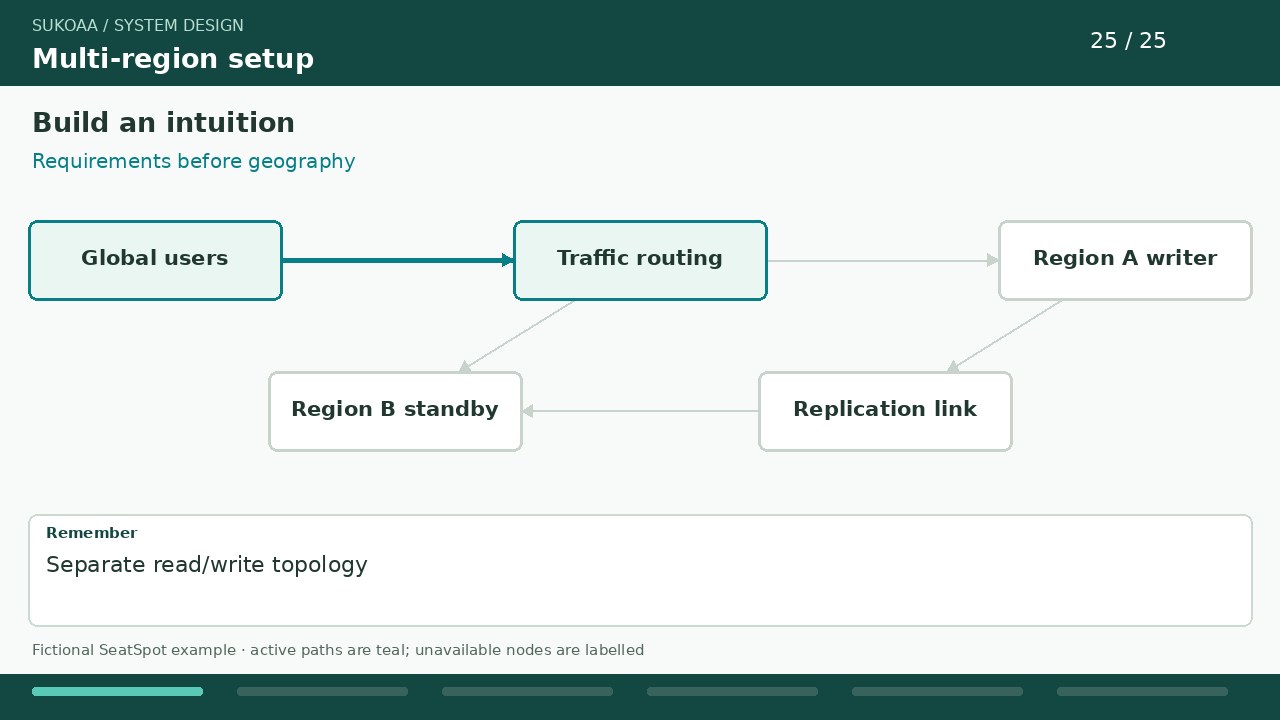 SUKOAA / SYSTEM DESIGN
Multi-region setup
25 / 25
Build an intuition
Requirements before geography
Global users
Traffic routing
Region A writer
Region B standby
Replication link
Remember
Separate read/write topology
Fictional SeatSpot example · active paths are teal; unavailable nodes are labelled